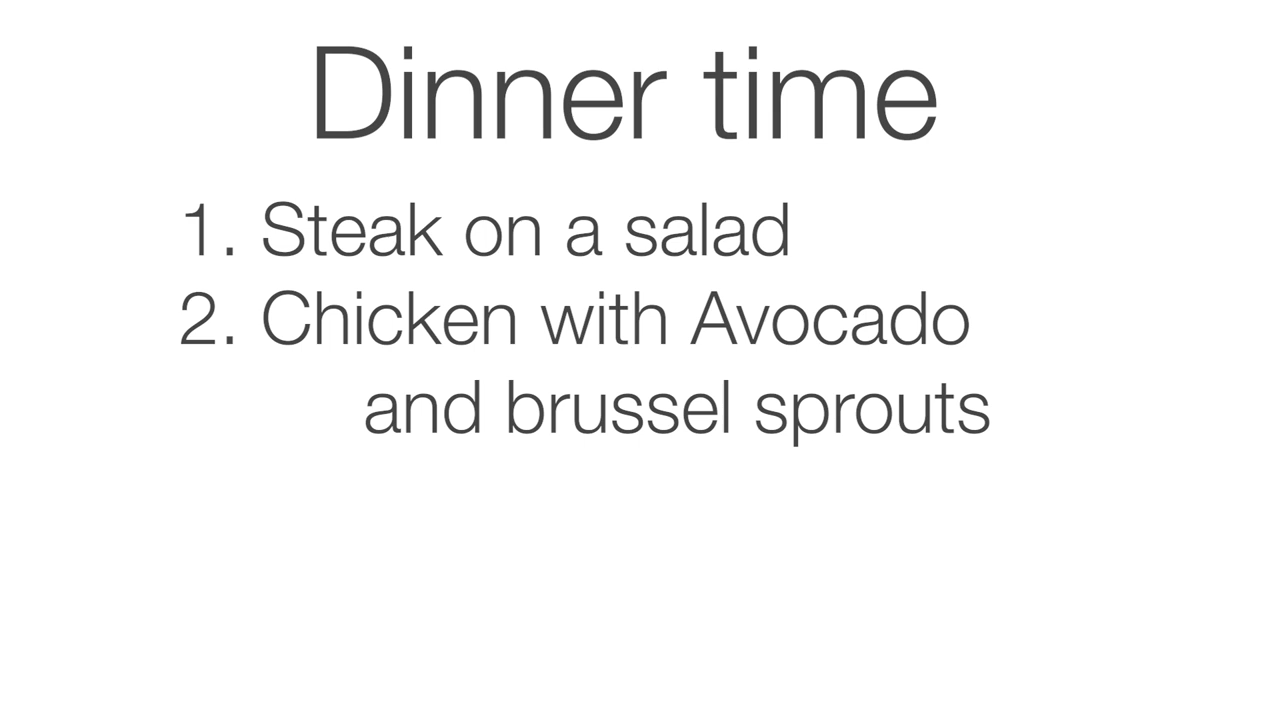 Dinner time
1. Steak on a salad
2. Chicken with Avocado
and brussel sprouts